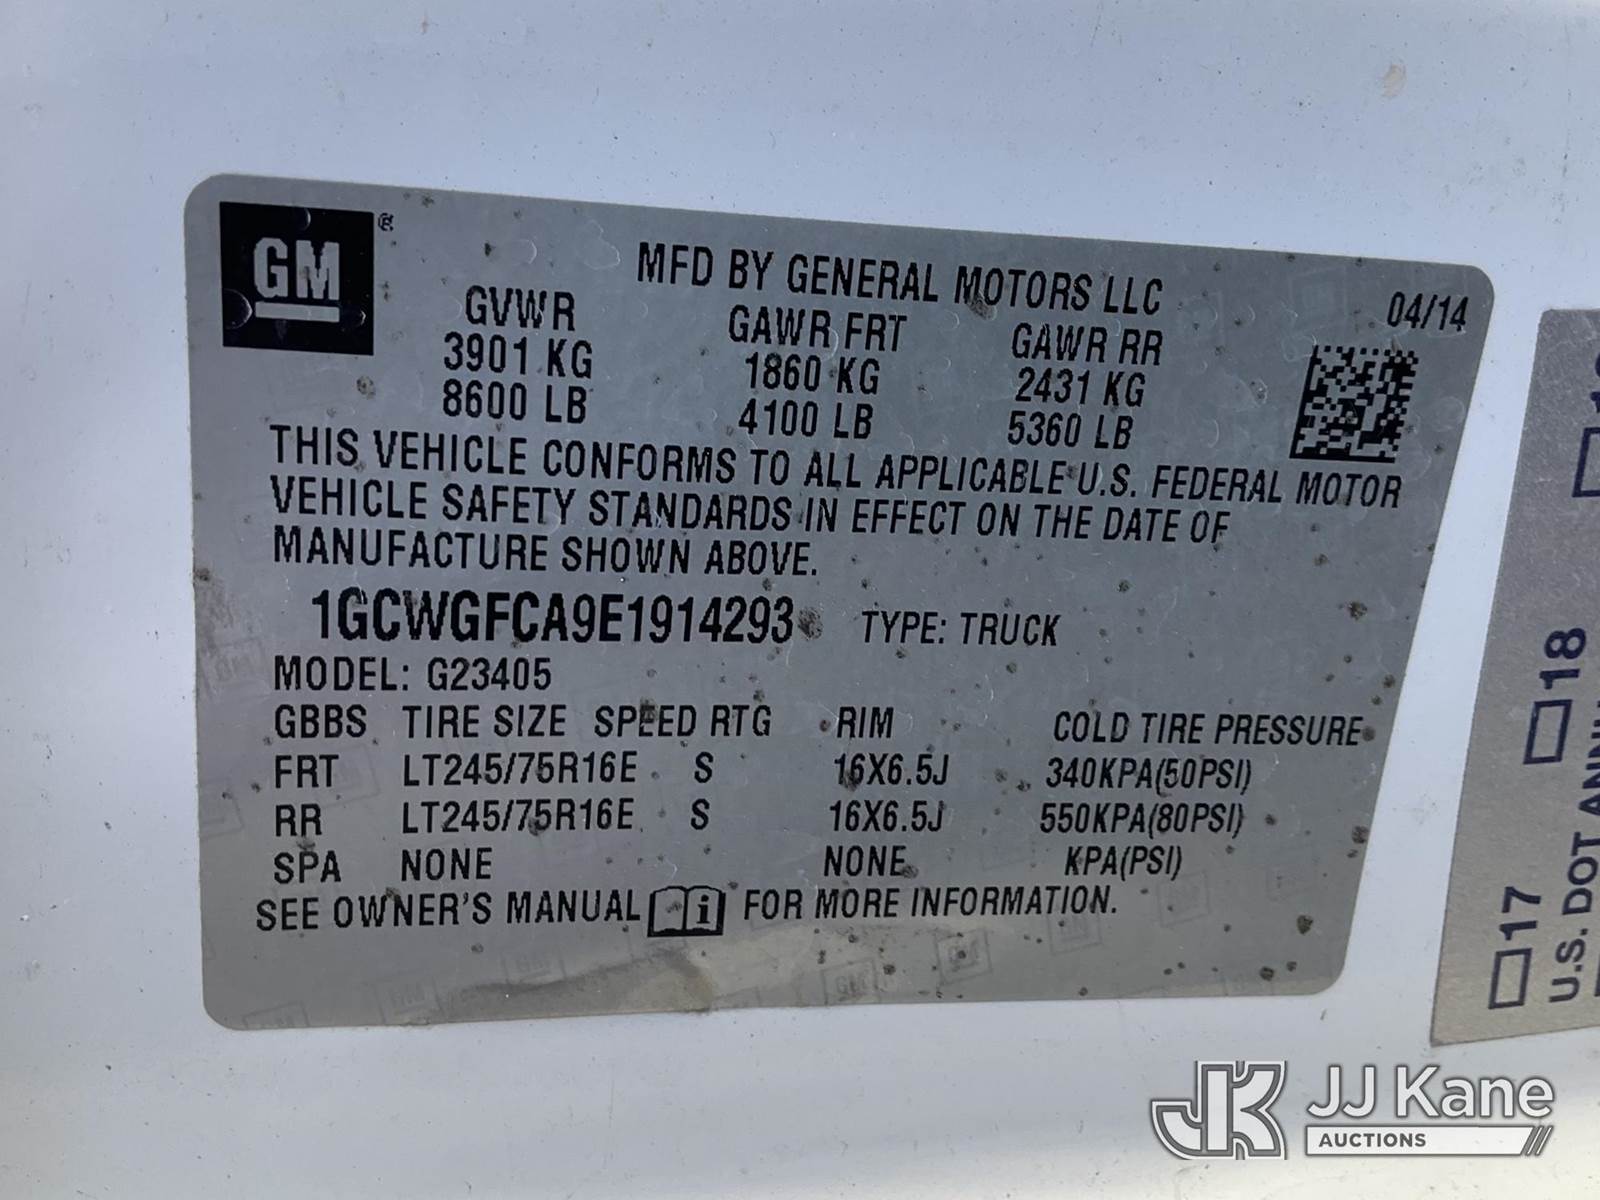 GM ®
MFD BY GENERAL MOTORS LLC
04/14
GVWR GAWR FRT GAWR RR
3901 KG 1860 KG 2431 KG
8600 LB 4100 LB 5360 LB
THIS VEHICLE CONFORMS TO ALL APPLICABLE U.S. FEDERAL MOTOR
VEHICLE SAFETY STANDARDS IN EFFECT ON THE DATE OF
MANUFACTURE SHOWN ABOVE.
1GCWGFCA9E1914293 TYPE: TRUCK
MODEL: G23405
GBBS TIRE SIZE SPEED RTG RIM COLD TIRE PRESSURE
FRT LT245/75R16E S 16X6.5J 340KPA(50PSI)
RR LT245/75R16E S 16X6.5J 550KPA(80PSI)
SPA NONE NONE KPA(PSI)
SEE OWNER'S MANUAL i FOR MORE INFORMATION.
17 18
U.S. DOT
JK JJ Kane
AUCTIONS